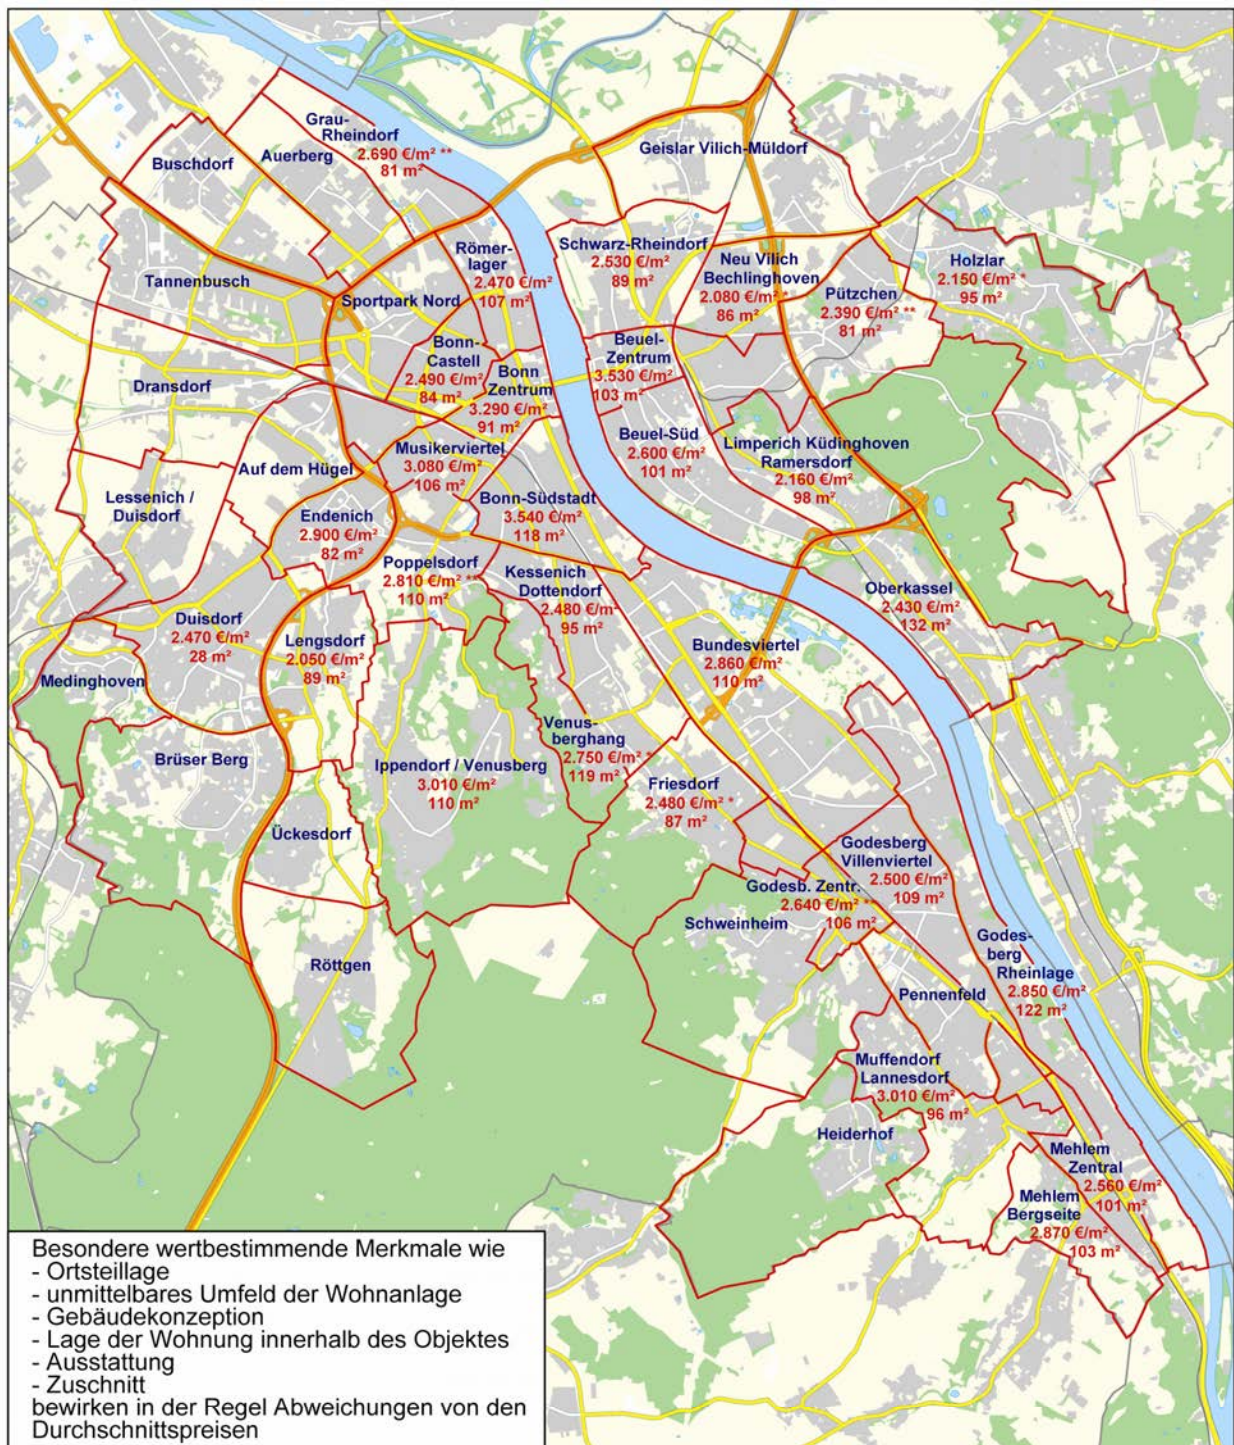 Grau-
Rheindorf
2.690 €/m² **
81 m²
Buschdorf
Auerberg
Geislar Vilich-Müldorf
Römer-
lager
2.470 €/m²
107 m²
Schwarz-Rheindorf
2.530 €/m²
89 m²
Neu Vilich
Bechlinghoven
2.080 €/m² *
86 m²
Holzlar
2.150 €/m² *
95 m²
Pützchen
2.390 €/m² **
81 m²
Tannenbusch
Sportpark Nord
Bonn-
Castell
2.490 €/m²
84 m²
Bonn
Zentrum
3.290 €/m²
91 m²
Beuel-
Zentrum
3.530 €/m²
103 m²
Dransdorf
Musikerviertel
3.080 €/m²
106 m²
Beuel-Süd
2.600 €/m²
101 m²
Limperich Küdinghoven
Ramersdorf
2.160 €/m²
98 m²
Auf dem Hügel
Lessenich /
Duisdorf
Bonn-Südstadt
3.540 €/m²
118 m²
Endenich
2.900 €/m²
82 m²
Poppelsdorf
2.810 €/m² **
110 m²
Kessenich
Dottendorf
2.480 €/m²
95 m²
Oberkassel
2.430 €/m²
132 m²
Duisdorf
2.470 €/m²
28 m²
Lengsdorf
2.050 €/m²
89 m²
Bundesviertel
2.860 €/m²
110 m²
Medinghoven
Venus-
berghang
2.750 €/m² *
119 m²
Brüser Berg
Ippendorf / Venusberg
3.010 €/m²
110 m²
Friesdorf
2.480 €/m² *
87 m²
Ückesdorf
Godesberg
Villenviertel
2.500 €/m²
109 m²
Godesb. Zentr.
2.640 €/m² **
106 m²
Schweinheim
Godes-
berg
Rheinlage
2.850 €/m²
122 m²
Röttgen
Pennenfeld
Muffendorf
Lannesdorf
3.010 €/m²
96 m²
Heiderhof
Mehlem
Zentral
2.560 €/m²
101 m²
Mehlem
Bergseite
2.870 €/m²
103 m²
Besondere wertbestimmende Merkmale wie
- Ortsteillage
- unmittelbares Umfeld der Wohnanlage
- Gebäudekonzeption
- Lage der Wohnung innerhalb des Objektes
- Ausstattung
- Zuschnitt
bewirken in der Regel Abweichungen von den
Durchschnittspreisen